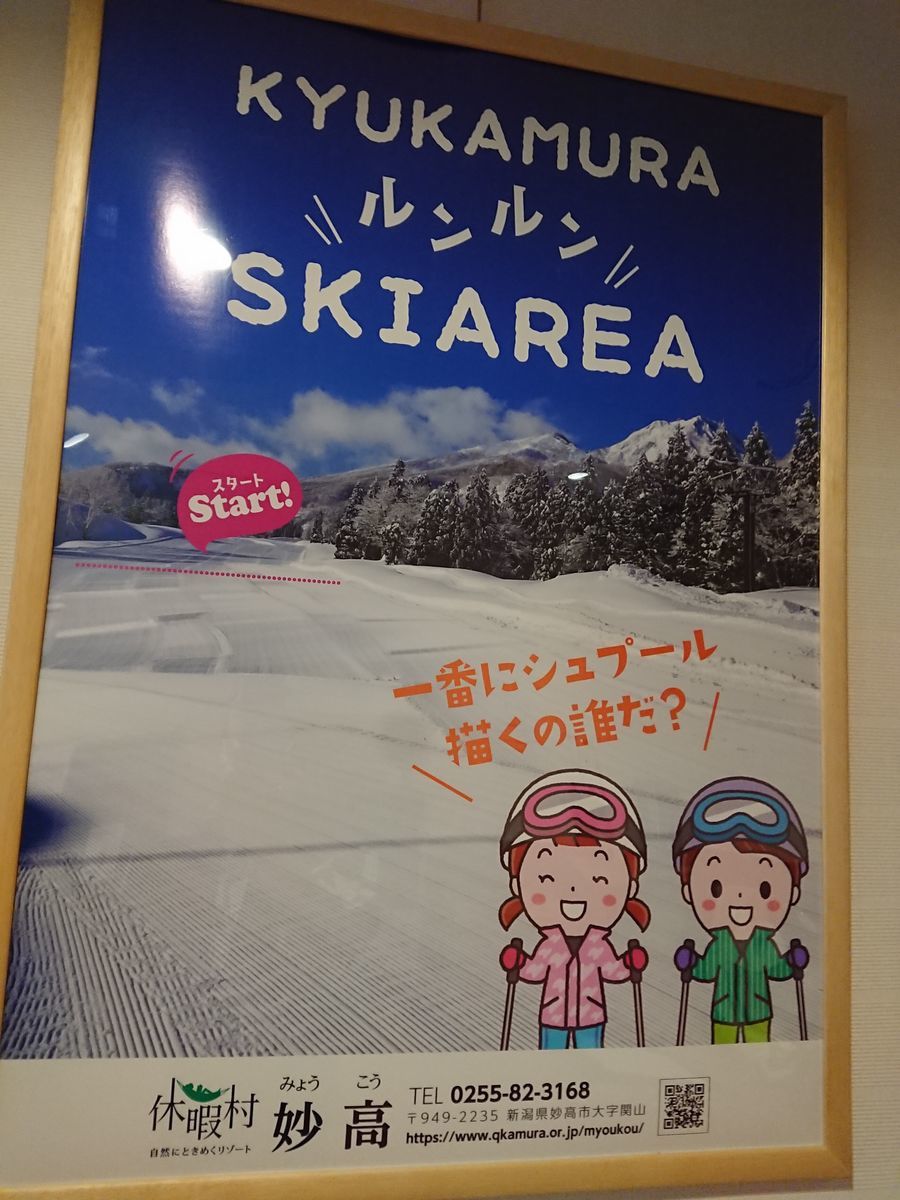 KYUKAMURA
ルンルン
SKIAREA
スタート
Start!
一番にシュプール
描くの誰だ?
休暇村
自然にときめくリゾート
みょう こう
妙 高
TEL 0255-82-3168
〒949-2235 新潟県妙高市大字関山
https://www.qkamura.or.jp/myoukou/